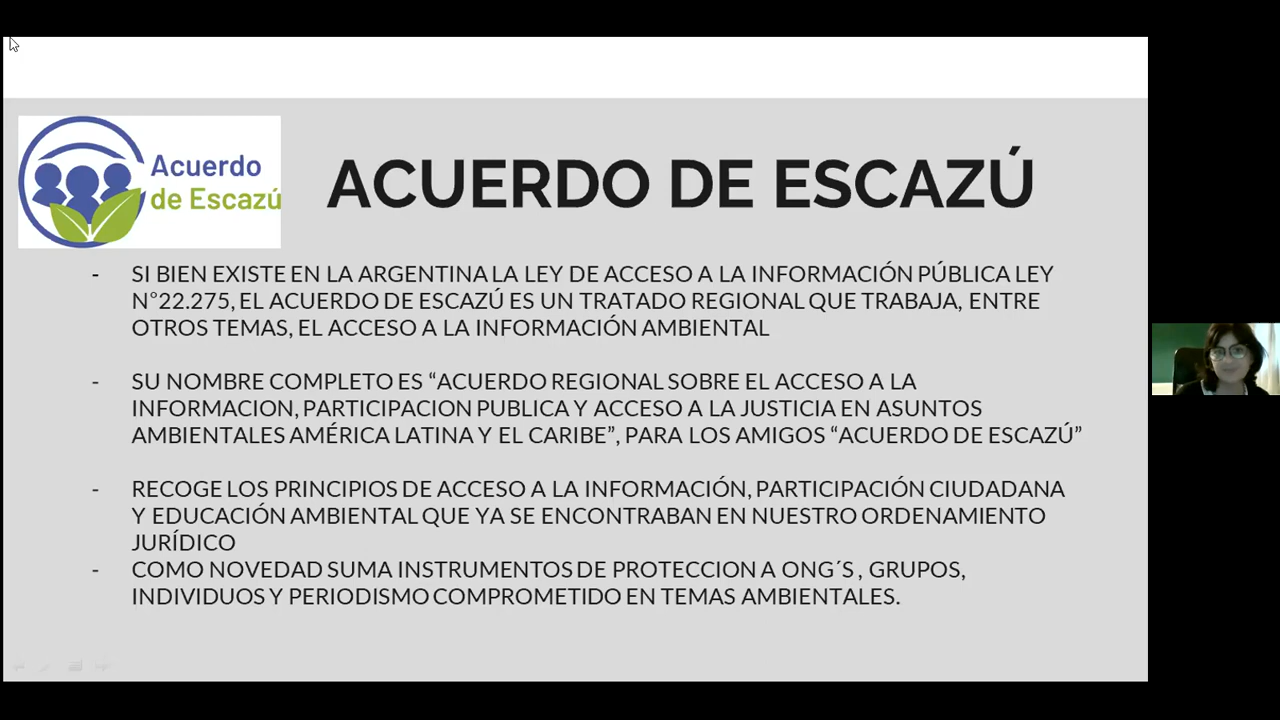 Acuerdo
de Escazú
ACUERDO DE ESCAZÚ
- SI BIEN EXISTE EN LA ARGENTINA LA LEY DE ACCESO A LA INFORMACIÓN PÚBLICA LEY
N°22.275, EL ACUERDO DE ESCAZÚ ES UN TRATADO REGIONAL QUE TRABAJA, ENTRE
OTROS TEMAS, EL ACCESO A LA INFORMACIÓN AMBIENTAL
- SU NOMBRE COMPLETO ES “ACUERDO REGIONAL SOBRE EL ACCESO A LA
INFORMACION, PARTICIPACION PUBLICA Y ACCESO A LA JUSTICIA EN ASUNTOS
AMBIENTALES AMÉRICA LATINA Y EL CARIBE”, PARA LOS AMIGOS “ACUERDO DE ESCAZÚ”
- RECOGE LOS PRINCIPIOS DE ACCESO A LA INFORMACIÓN, PARTICIPACIÓN CIUDADANA
Y EDUCACIÓN AMBIENTAL QUE YA SE ENCONTRABAN EN NUESTRO ORDENAMIENTO
JURÍDICO
- COMO NOVEDAD SUMA INSTRUMENTOS DE PROTECCION A ONG´S , GRUPOS,
INDIVIDUOS Y PERIODISMO COMPROMETIDO EN TEMAS AMBIENTALES.